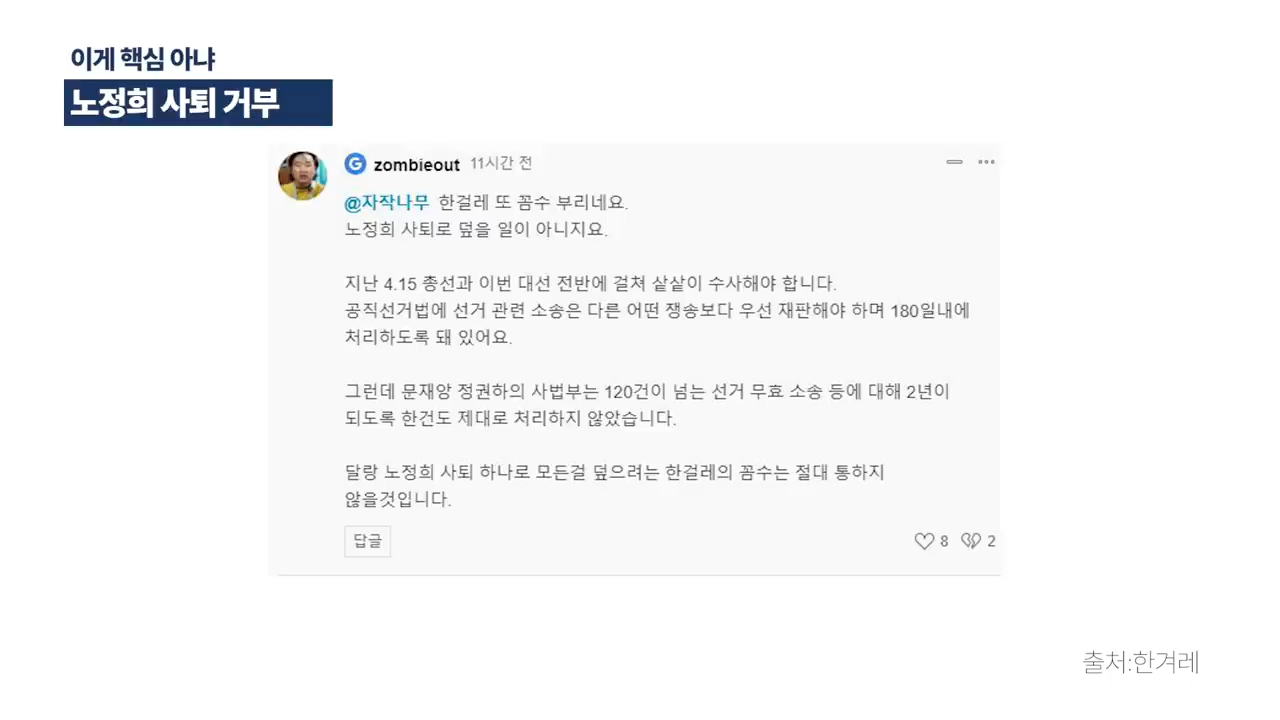 이게 핵심 아냐
노정희 사퇴 거부
G zombieout 11시간 전
@자작나무 한걸레 또 꼼수 부리네요.
노정희 사퇴로 덮을 일이 아니지요.
지난 4.15 총선과 이번 대선 전반에 걸쳐 샅샅이 수사해야 합니다.
공직선거법에 선거 관련 소송은 다른 어떤 쟁송보다 우선 재판해야 하며 180일내에
처리하도록 돼 있어요.
그런데 문재앙 정권하의 사법부는 120건이 넘는 선거 무효 소송 등에 대해 2년이
되도록 한건도 제대로 처리하지 않았습니다.
달랑 노정희 사퇴 하나로 모든걸 덮으려는 한걸레의 꼼수는 절대 통하지
않을것입니다.
답글
8 2
출처:한겨레